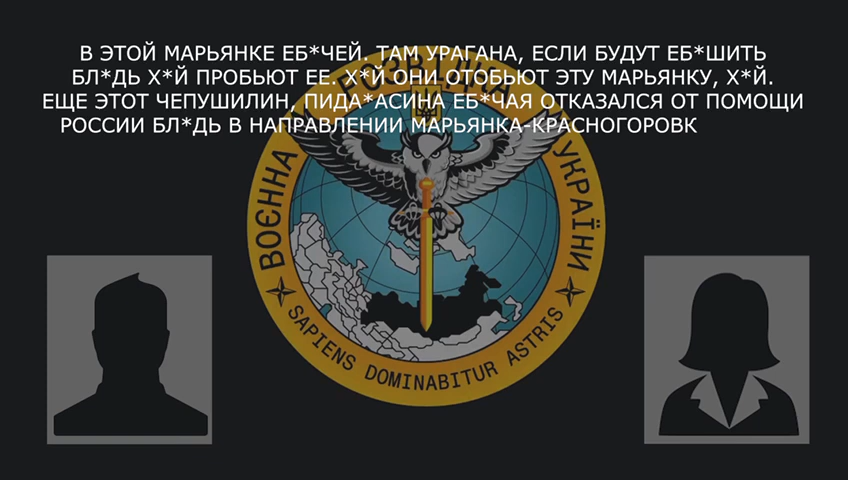 В ЭТОЙ МАРЬЯНКЕ ЕБ*ЧЕЙ, ТАМ УРАГАНА, ЕСЛИ БУДУТ ЕБ*ШИТЬ
БЛ*ДЬ Х*Й ПРОБЬЮТ ЕЕ. Х*Й ОНИ ОТОБЬЮТ ЭТУ МАРЬЯНКУ, Х*Й.
ЕЩЕ ЭТОТ ЧЕПУШИЛИН, ПИДА*АСИНА ЕБ*ЧАЯ ОТКАЗАЛСЯ ОТ ПОМОЩИ
РОССИИ БЛ*ДЬ В НАПРАВЛЕНИИ МАРЬЯНКА-КРАСНОГОРОВК
ВОЄННА РОЗВІДКА УКРАЇНИ
SAPIENS DOMINABITUR ASTRIS